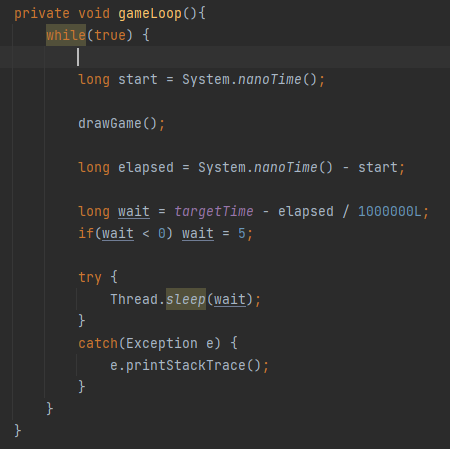 private void gameLoop(){
while(true) {
long start = System.nanoTime();
drawGame();
long elapsed = System.nanoTime() - start;
long wait = targetTime - elapsed / 1000000L;
if(wait < 0) wait = 5;
try {
Thread.sleep(wait);
}
catch(Exception e) {
e.printStackTrace();
}
}
}